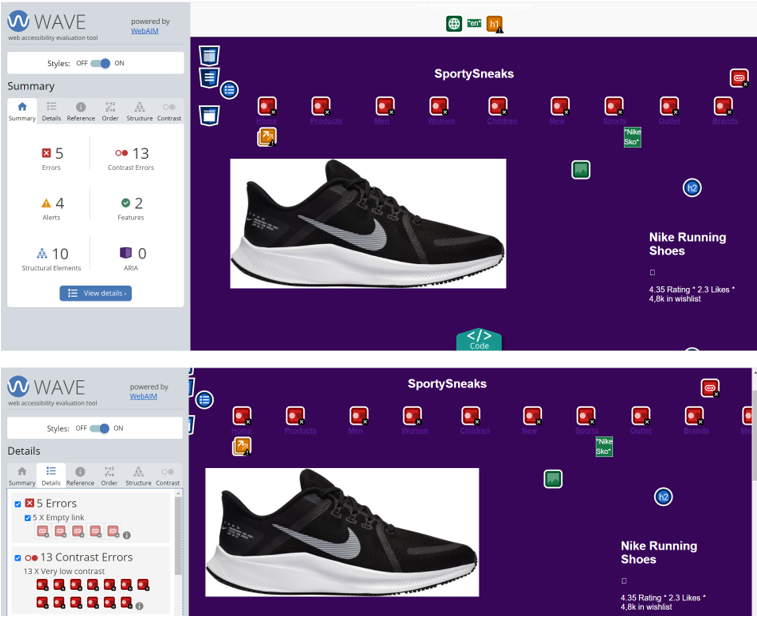 WAVE
powered by
WebAIM
web accessibility evaluation tool
Styles: OFF ON
Summary
Summary Details Reference Order Structure Contrast
5
Errors
13
Contrast Errors
4
Alerts
2
Features
10
Structural Elements
0
ARIA
View details ›
"en" h1
SportySneaks
Home Products Men Women Children New Sports Outlet Brands
"Nike
Sko"
h2
Nike Running
Shoes
4.35 Rating * 2.3 Likes *
4,8k in wishlist
</>
Code
WAVE
powered by
WebAIM
web accessibility evaluation tool
Styles: OFF ON
Details
Summary Details Reference Order Structure Contrast
5 Errors
5 X Empty link
13 Contrast Errors
13 X Very low contrast
SportySneaks
Home Products Men Women Children New Sports Outlet Brands Me
"Nike
Sko"
h2
Nike Running
Shoes
4.35 Rating * 2.3 Likes *
4,8k in wishlist